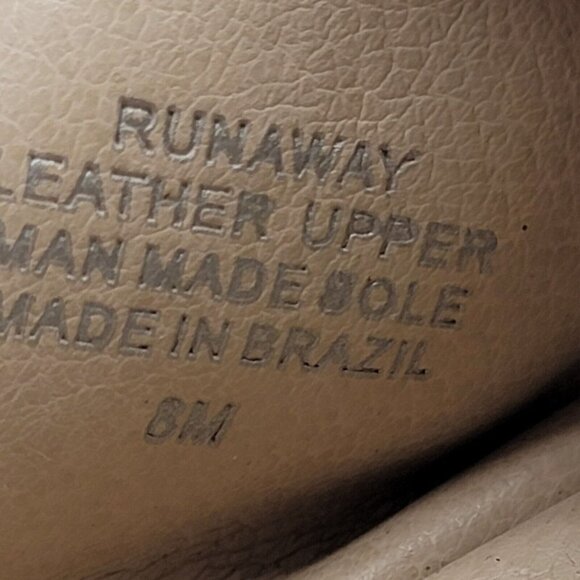 RUNAWAY
LEATHER UPPER
MAN MADE SOLE
MADE IN BRAZIL
8M